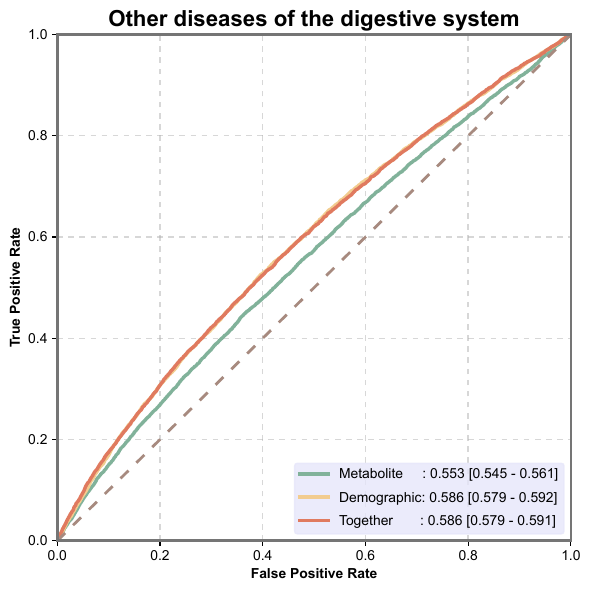 Other diseases of the digestive system
1.0
0.8
0.6
0.4
0.2
0.0
True Positive Rate
0.0 0.2 0.4 0.6 0.8 1.0
False Positive Rate
Metabolite : 0.553 [0.545 - 0.561]
Demographic: 0.586 [0.579 - 0.592]
Together : 0.586 [0.579 - 0.591]